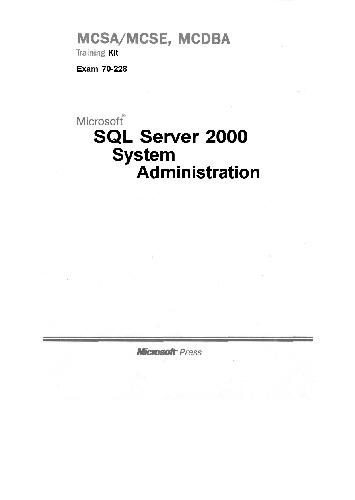 MCSA/MCSE, MCDBA
Training Kit
Exam 70-228
Microsoft®
SQL Server 2000
System
Administration
Microsoft Press